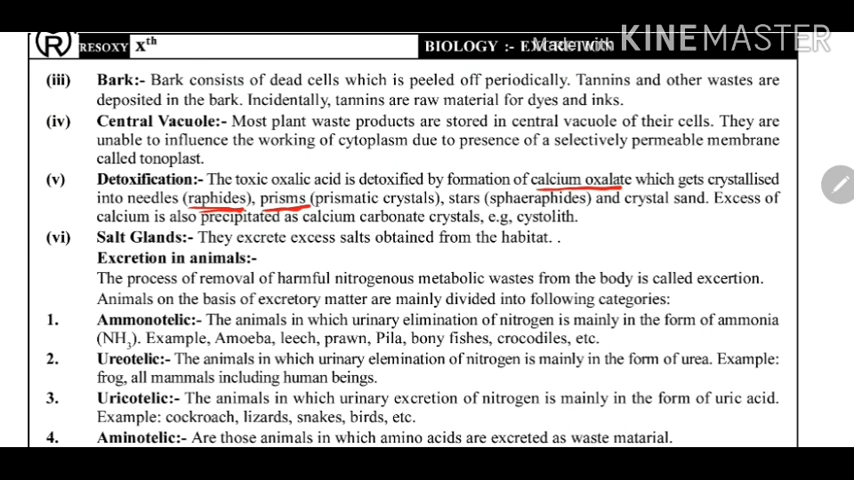 R RESOXY Xth BIOLOGY :- EXCRETION Made with KINEMASTER
(iii) Bark:- Bark consists of dead cells which is peeled off periodically. Tannins and other wastes are
deposited in the bark. Incidentally, tannins are raw material for dyes and inks.
(iv) Central Vacuole:- Most plant waste products are stored in central vacuole of their cells. They are
unable to influence the working of cytoplasm due to presence of a selectively permeable membrane
called tonoplast.
(v) Detoxification:- The toxic oxalic acid is detoxified by formation of calcium oxalate which gets crystallised
into needles (raphides), prisms (prismatic crystals), stars (sphaeraphides) and crystal sand. Excess of
calcium is also precipitated as calcium carbonate crystals, e.g, cystolith.
(vi) Salt Glands:- They excrete excess salts obtained from the habitat. .
Excretion in animals:-
The process of removal of harmful nitrogenous metabolic wastes from the body is called excertion.
Animals on the basis of excretory matter are mainly divided into following categories:
1. Ammonotelic:- The animals in which urinary elimination of nitrogen is mainly in the form of ammonia
(NH3). Example, Amoeba, leech, prawn, Pila, bony fishes, crocodiles, etc.
2. Ureotelic:- The animals in which urinary elemination of nitrogen is mainly in the form of urea. Example:
frog, all mammals including human beings.
3. Uricotelic:- The animals in which urinary excretion of nitrogen is mainly in the form of uric acid.
Example: cockroach, lizards, snakes, birds, etc.
4. Aminotelic:- Are those animals in which amino acids are excreted as waste matarial.